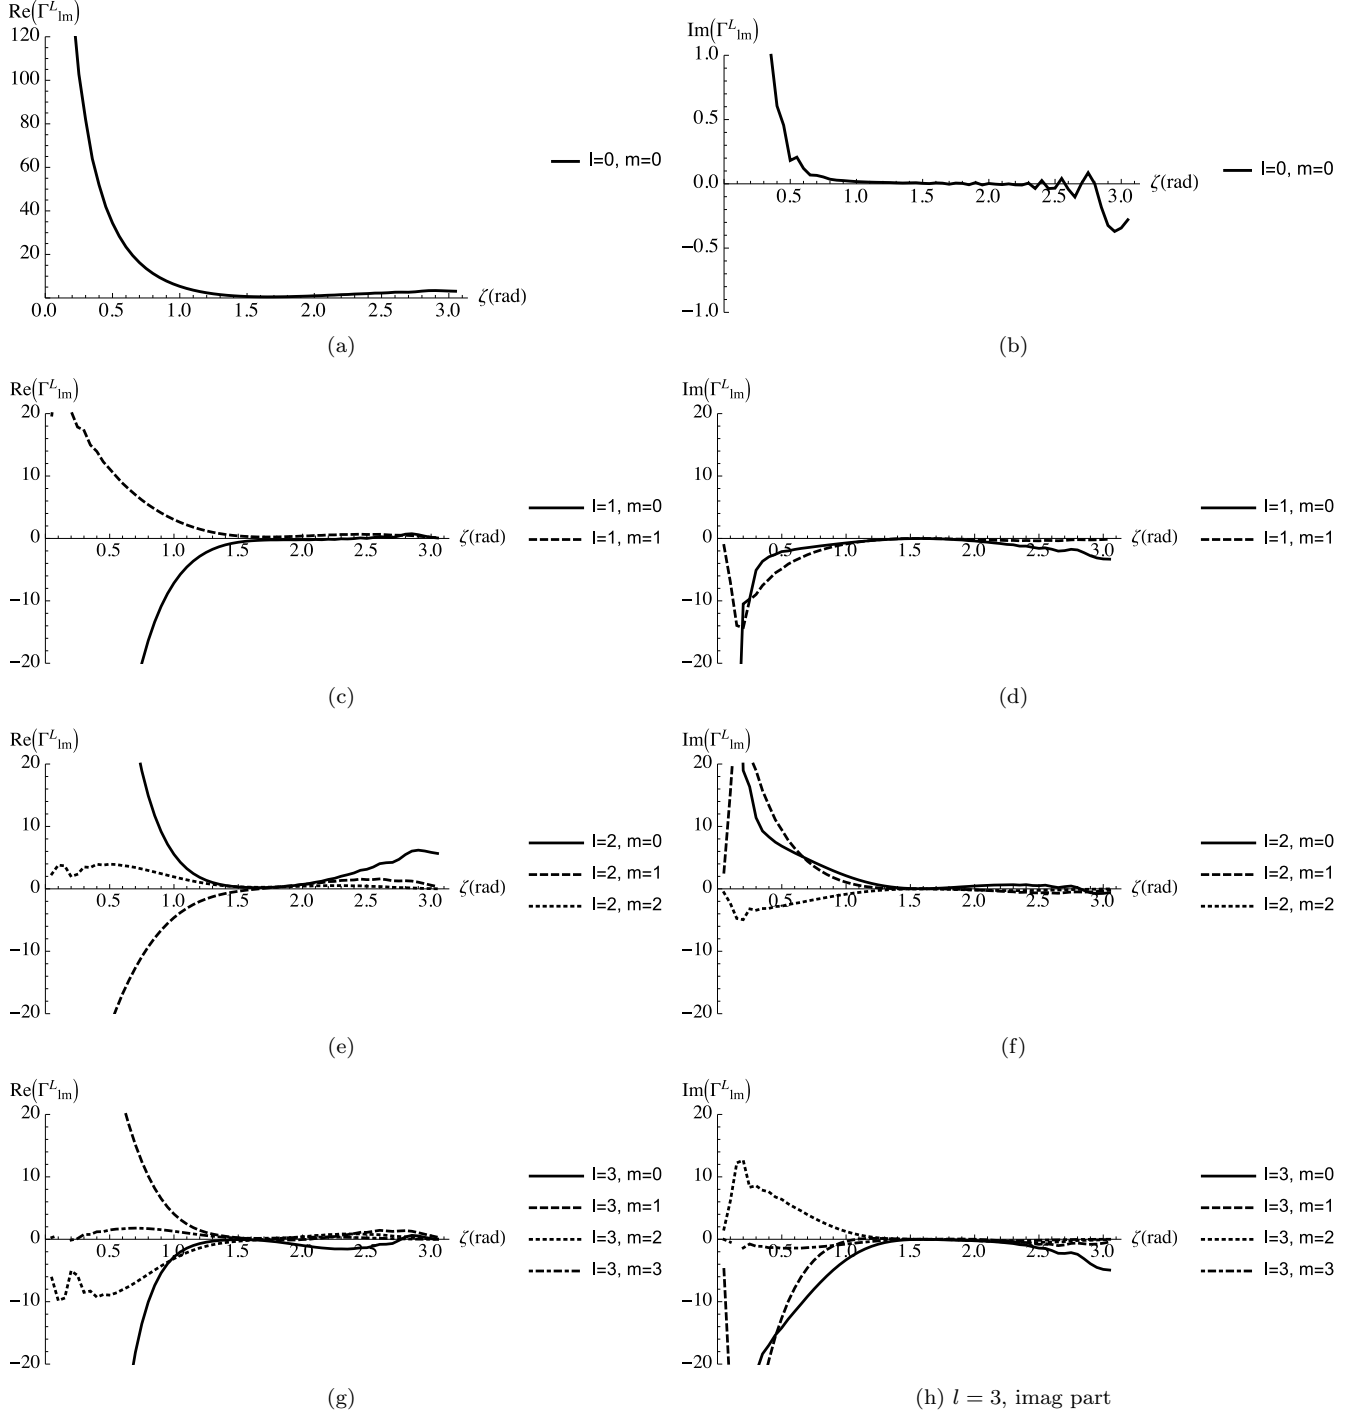 Re(Γ^L_lm)
120
100
80
60
40
20
0.0 0.5 1.0 1.5 2.0 2.5 3.0
ζ(rad)
l=0, m=0
(a)
Im(Γ^L_lm)
1.0
0.5
0.0
−0.5
−1.0
0.5 1.0 1.5 2.0 2.5 3.0
ζ(rad)
l=0, m=0
(b)
Re(Γ^L_lm)
20
10
0
−10
−20
0.5 1.0 1.5 2.0 2.5 3.0
ζ(rad)
l=1, m=0
l=1, m=1
(c)
Im(Γ^L_lm)
20
10
0
−10
−20
0.5 1.0 1.5 2.0 2.5 3.0
ζ(rad)
l=1, m=0
l=1, m=1
(d)
Re(Γ^L_lm)
20
10
0
−10
−20
0.5 1.0 1.5 2.0 2.5 3.0
ζ(rad)
l=2, m=0
l=2, m=1
l=2, m=2
(e)
Im(Γ^L_lm)
20
10
0
−10
−20
0.5 1.0 1.5 2.0 2.5 3.0
ζ(rad)
l=2, m=0
l=2, m=1
l=2, m=2
(f)
Re(Γ^L_lm)
20
10
0
−10
−20
0.5 1.0 1.5 2.0 2.5 3.0
ζ(rad)
l=3, m=0
l=3, m=1
l=3, m=2
l=3, m=3
(g)
Im(Γ^L_lm)
20
10
0
−10
−20
0.5 1.0 1.5 2.0 2.5 3.0
ζ(rad)
l=3, m=0
l=3, m=1
l=3, m=2
l=3, m=3
(h) l = 3, imag part